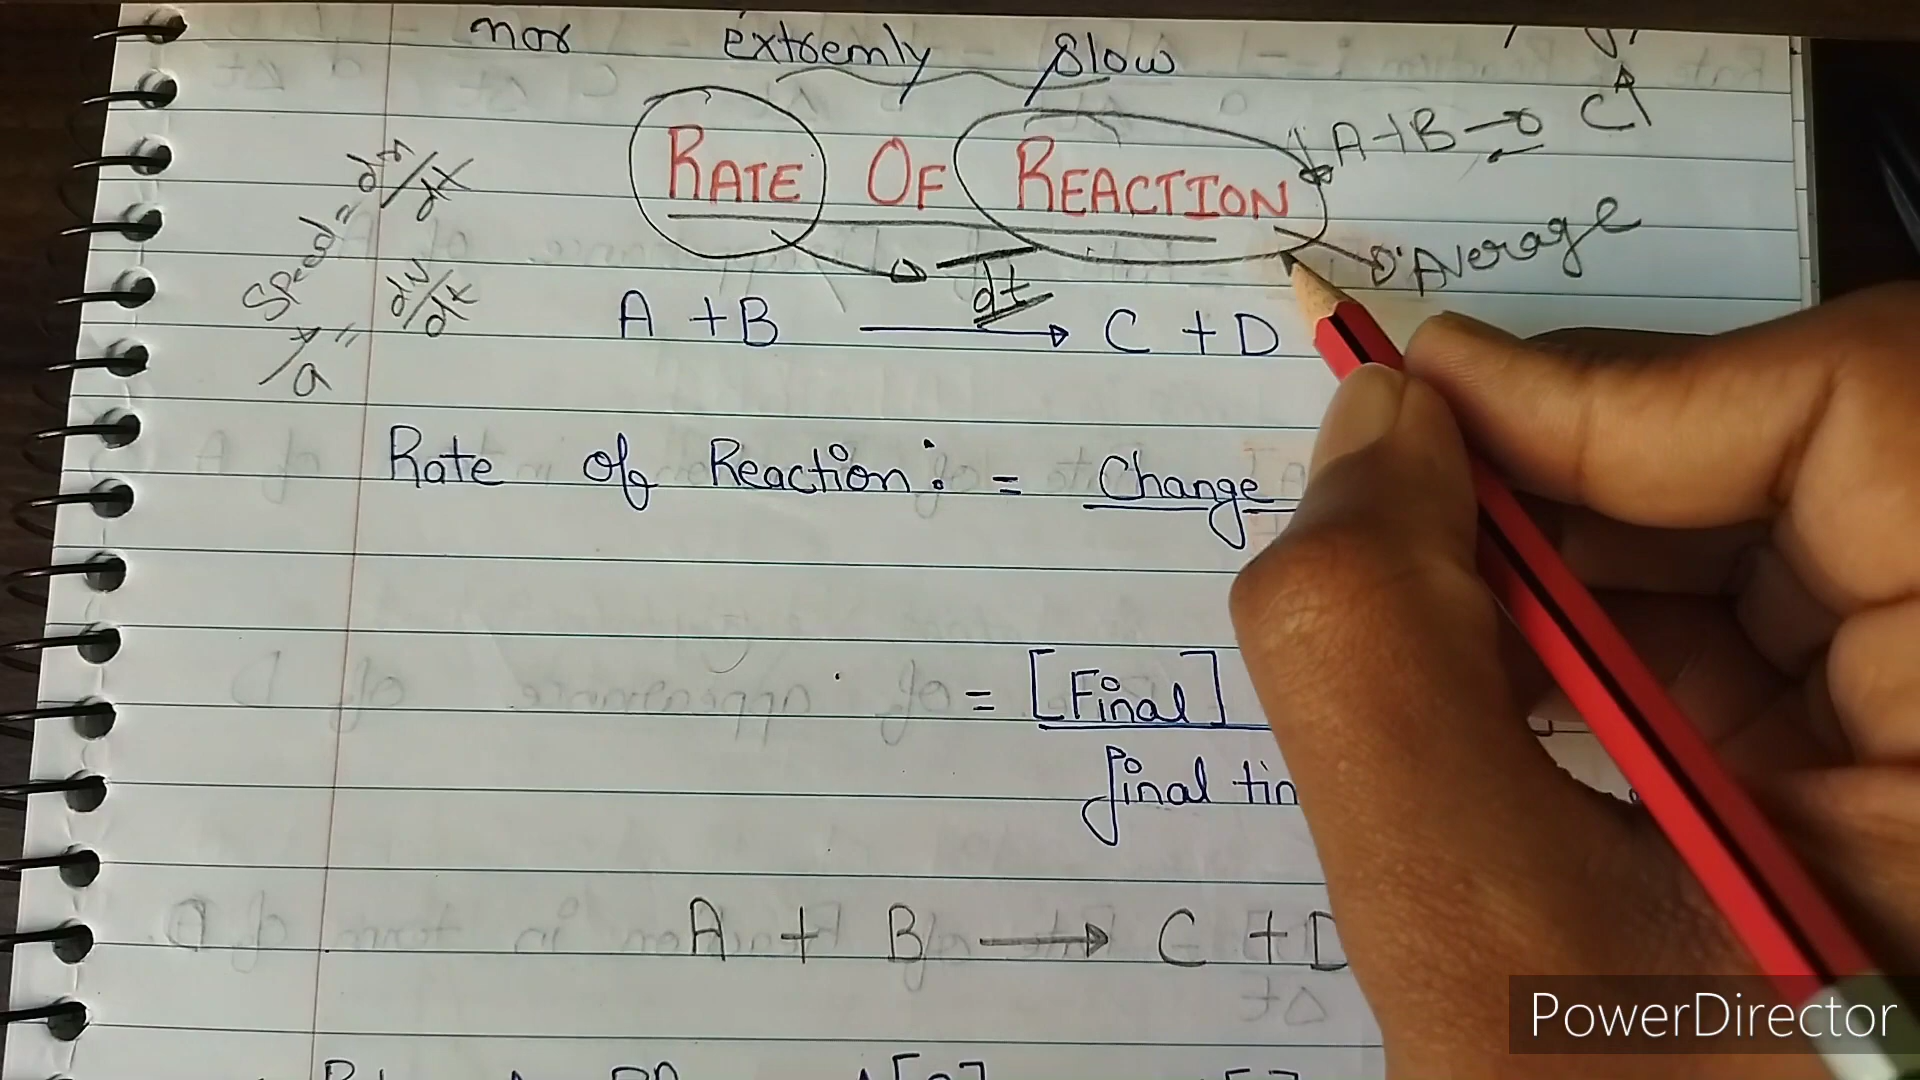 nor extremly slow
A+B → C
RATE OF REACTION
Average
Speed = dx/dt
dt
a = dv/dt
A + B → C + D
Rate of Reaction: = Change
= [Final]
final tim
A + B → C + D
PowerDirector